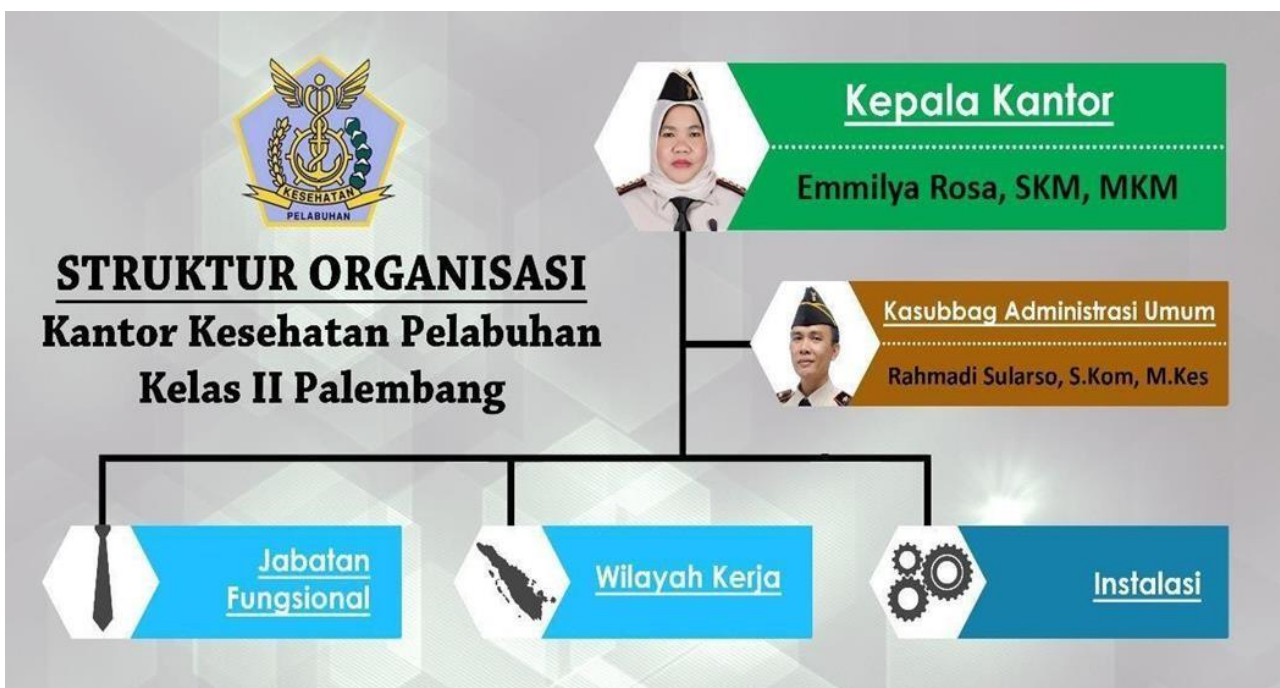 KESEHATAN
PELABUHAN
STRUKTUR ORGANISASI
Kantor Kesehatan Pelabuhan
Kelas II Palembang
Kepala Kantor
Emmilya Rosa, SKM, MKM
Kasubbag Administrasi Umum
Rahmadi Sularso, S.Kom, M.Kes
Jabatan
Fungsional
Wilayah Kerja
Instalasi